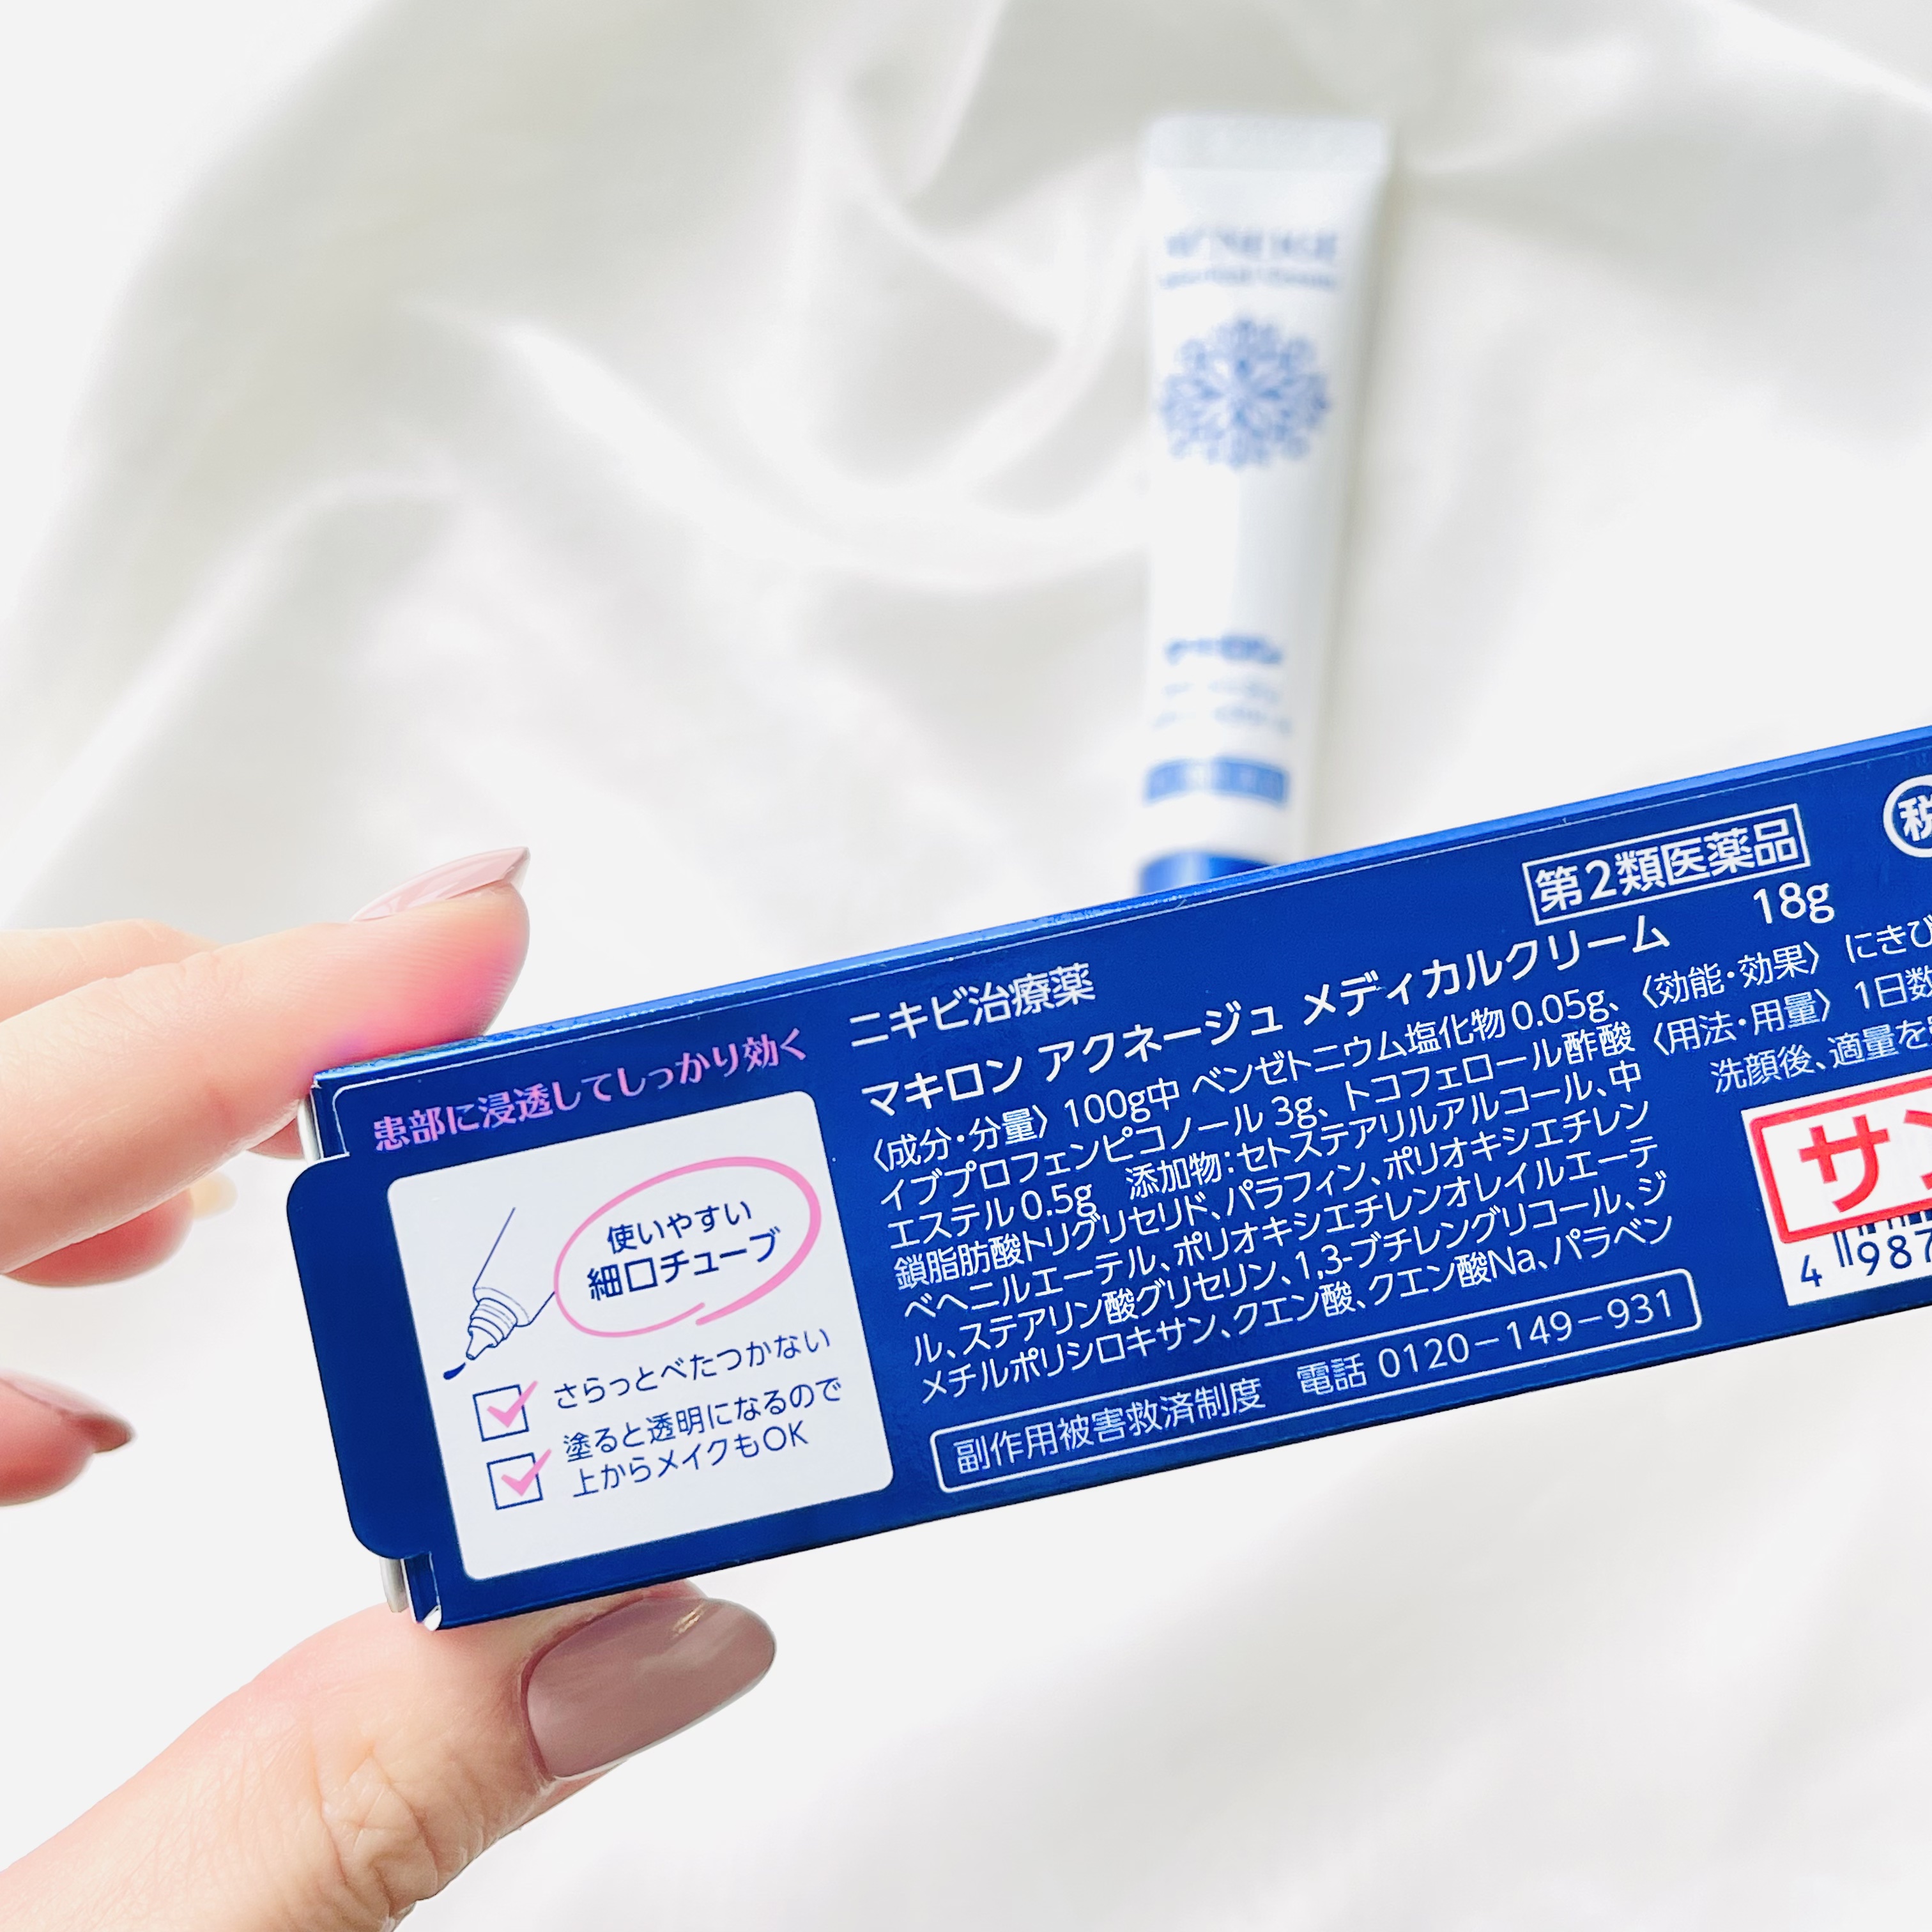 患部に浸透してしっかり効く
使いやすい
細口チューブ
さらっとべたつかない
塗ると透明になるので
上からメイクもOK
ニキビ治療薬
第2類医薬品
マキロン アクネージュ メディカルクリーム 18g
〈成分・分量〉100g中 ベンゼトニウム塩化物0.05g、
イブプロフェンピコノール3g、トコフェロール酢酸
エステル0.5g 添加物:セトステアリルアルコール、中
鎖脂肪酸トリグリセリド、パラフィン、ポリオキシエチレン
ベヘニルエーテル、ポリオキシエチレンオレイルエーテ
ル、ステアリン酸グリセリン、1,3-ブチレングリコール、ジ
メチルポリシロキサン、クエン酸、クエン酸Na、パラベン
副作用被害救済制度 電話 0120-149-931
税
〈効能・効果〉にきび
〈用法・用量〉1日数
洗顔後、適量を
サン
4 987